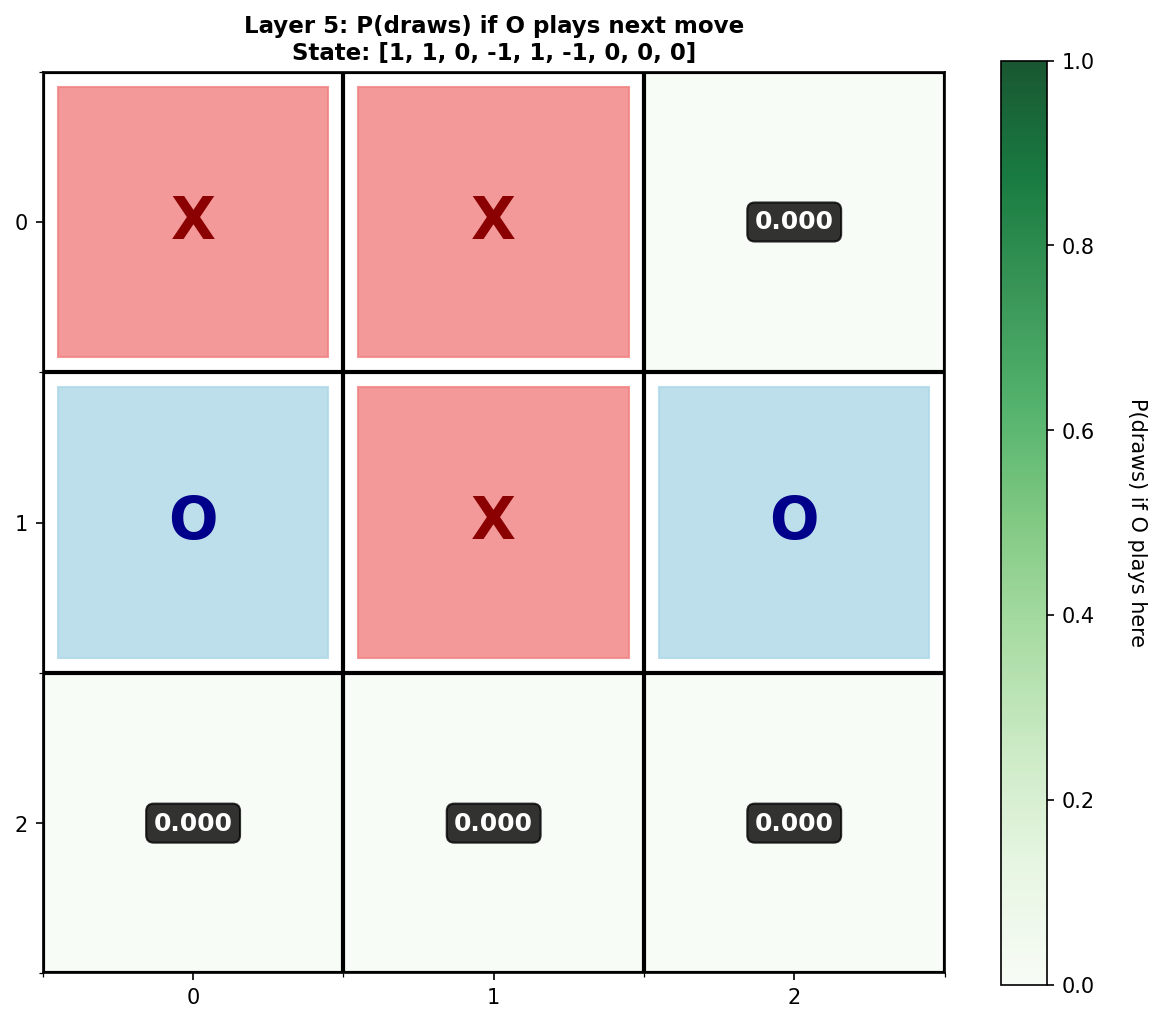 Layer 5: P(draws) if O plays next move
State: [1, 1, 0, -1, 1, -1, 0, 0, 0]
X
X
0.000
O
X
O
0.000
0.000
0.000
0
1
2
0
1
2
1.0
0.8
0.6
0.4
0.2
0.0
P(draws) if O plays here